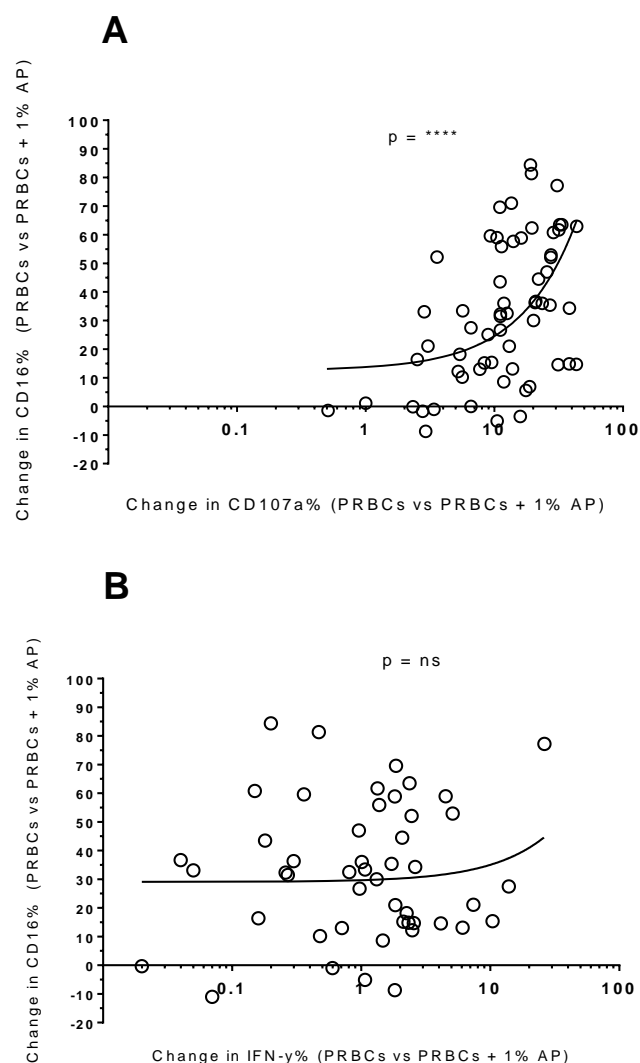 A
Change in CD16% (PRBCs vs PRBCs + 1% AP)
p = ****
100
90
80
70
60
50
40
30
20
10
0
-10
-20
0.1 1 10 100
Change in CD107a% (PRBCs vs PRBCs + 1% AP)
B
Change in CD16% (PRBCs vs PRBCs + 1% AP)
p = ns
100
90
80
70
60
50
40
30
20
10
0
-10
-20
0.1 1 10 100
Change in IFN-y% (PRBCs vs PRBCs + 1% AP)